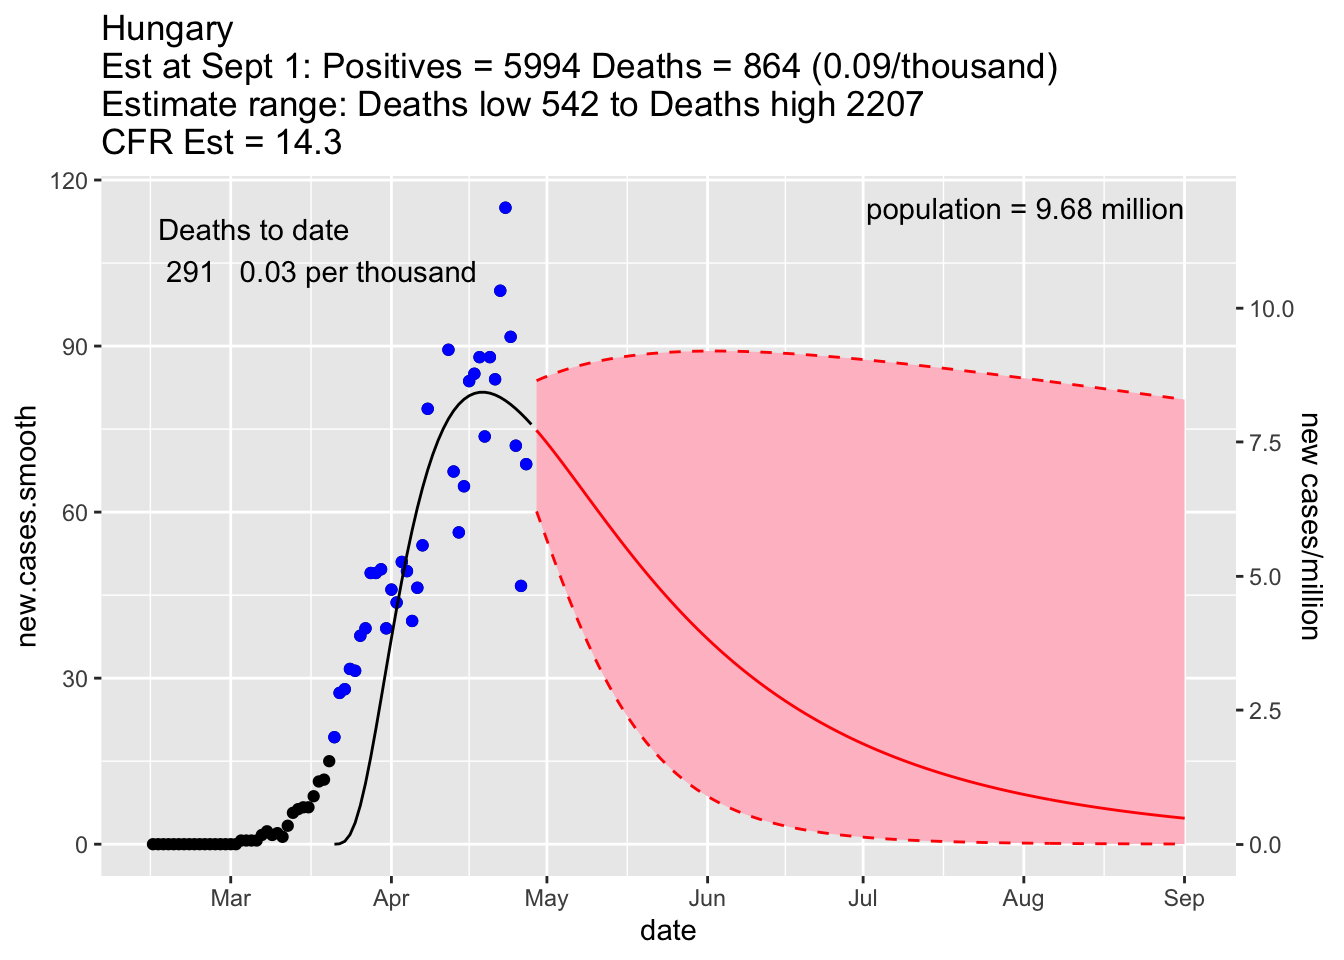 Hungary
Est at Sept 1: Positives = 5994 Deaths = 864 (0.09/thousand)
Estimate range: Deaths low 542 to Deaths high 2207
CFR Est = 14.3
120
90
60
30
0
new.cases.smooth
Deaths to date
291 0.03 per thousand
population = 9.68 million
10.0
7.5
5.0
2.5
0.0
new cases/million
Mar Apr May Jun Jul Aug Sep
date